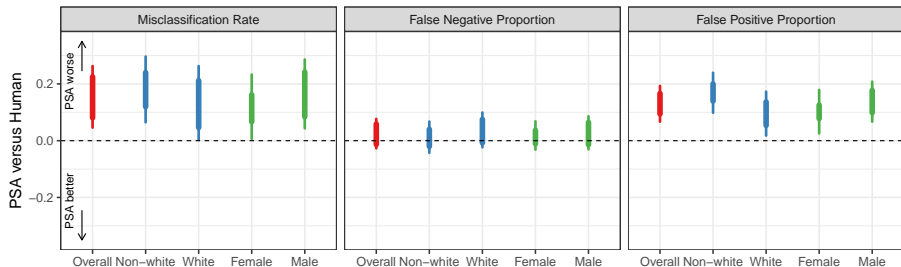 Misclassification Rate
False Negative Proportion
False Positive Proportion
PSA versus Human
0.2
0.0
−0.2
PSA worse
PSA better
Overall Non−white White Female Male
Overall Non−white White Female Male
Overall Non−white White Female Male